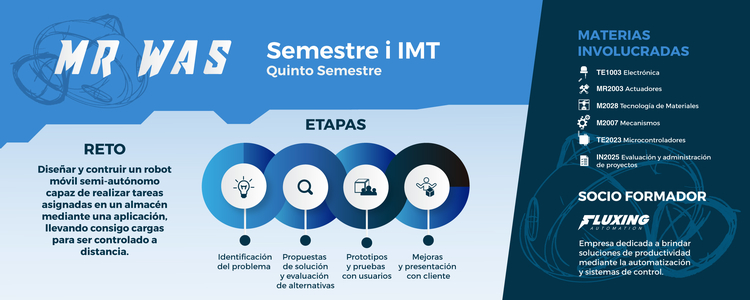 MR WAS
Semestre i IMT
Quinto Semestre
RETO
Diseñar y contruir un robot
móvil semi-autónomo
capaz de realizar tareas
asignadas en un almacén
mediante una aplicación,
llevando consigo cargas
para ser controlado a
distancia.
ETAPAS
Identificación
del problema
Propuestas
de solución
y evaluación
de alternativas
Prototipos
y pruebas
con usuarios
Mejoras
y presentación
con cliente
MATERIAS
INVOLUCRADAS
TE1003 Electrónica
MR2003 Actuadores
M2028 Tecnología de Materiales
M2007 Mecanismos
TE2023 Microcontroladores
IN2025 Evaluación y administración
de proyectos
SOCIO FORMADOR
FLUXING
AUTOMATION
Empresa dedicada a brindar
soluciones de productividad
mediante la automatización
y sistemas de control.